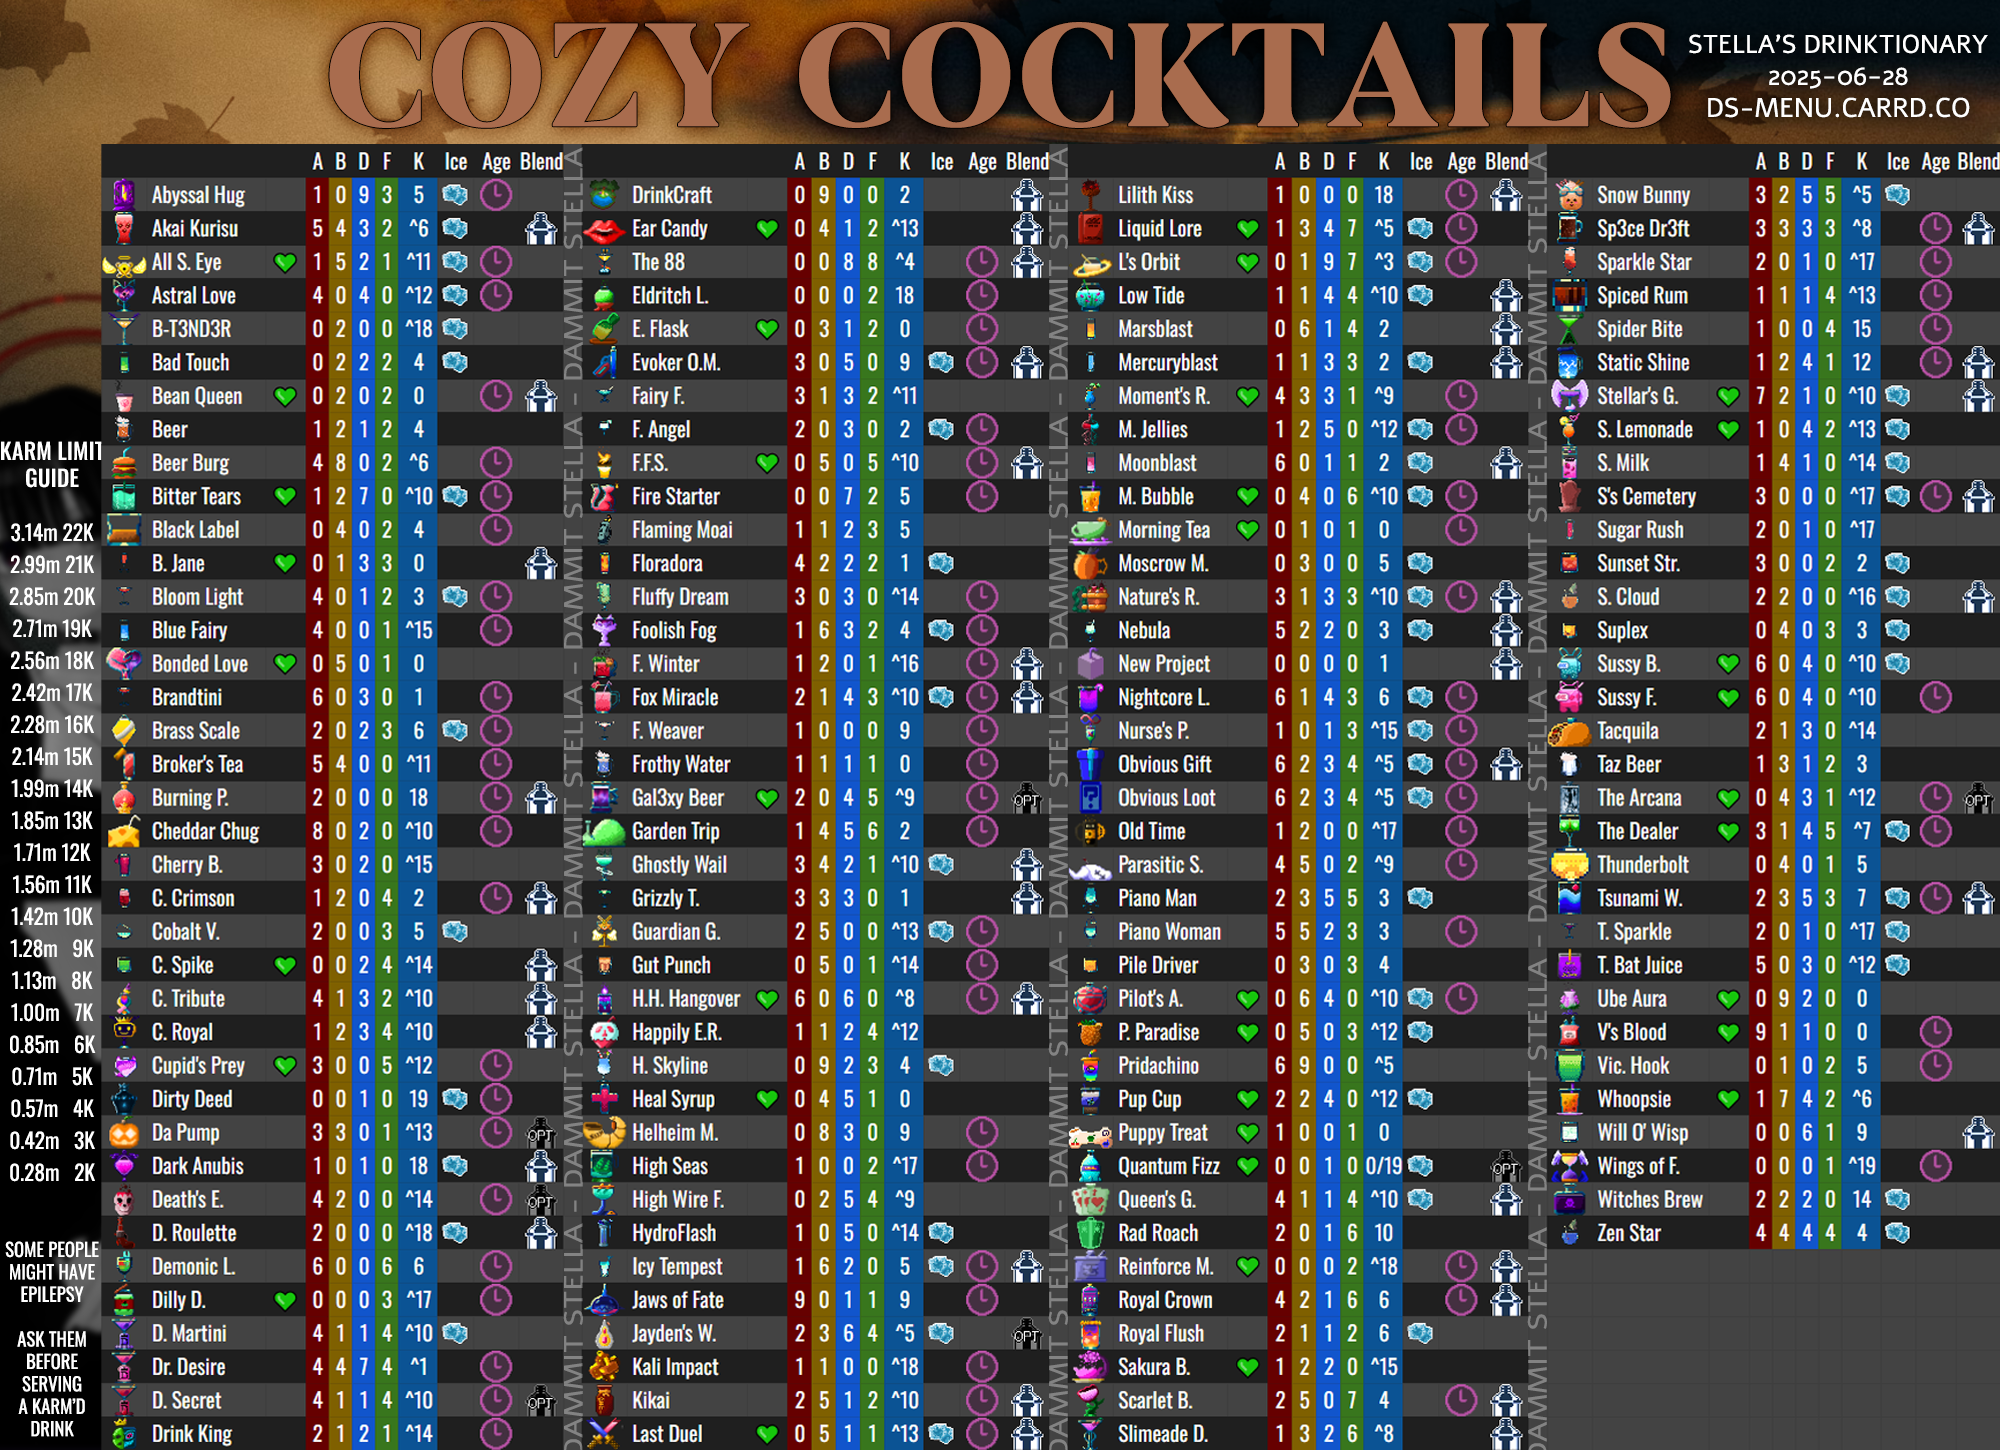 COZY COCKTAILS
STELLA'S DRINKTIONARY
2025-06-28
DS-MENU.CARRD.CO
KARM LIMIT
GUIDE
3.14m 22K
2.99m 21K
2.85m 20K
2.71m 19K
2.56m 18K
2.42m 17K
2.28m 16K
2.14m 15K
1.99m 14K
1.85m 13K
1.71m 12K
1.56m 11K
1.42m 10K
1.28m 9K
1.13m 8K
1.00m 7K
0.85m 6K
0.71m 5K
0.57m 4K
0.42m 3K
0.28m 2K
SOME PEOPLE
MIGHT HAVE
EPILEPSY
ASK THEM
BEFORE
SERVING
A KARM'D
DRINK
A B D F K Ice Age Blend
Abyssal Hug 1 0 9 3 5
Akai Kurisu 5 4 3 2 ^6
All S. Eye 1 5 2 1 ^11
Astral Love 4 0 4 0 ^12
B-T3ND3R 0 2 0 0 ^18
Bad Touch 0 2 2 2 4
Bean Queen 0 2 0 2 0
Beer 1 2 1 2 4
Beer Burg 4 8 0 2 ^6
Bitter Tears 1 2 7 0 ^10
Black Label 0 4 0 2 4
B. Jane 0 1 3 3 0
Bloom Light 4 0 1 2 3
Blue Fairy 4 0 0 1 ^15
Bonded Love 0 5 0 1 0
Brandtini 6 0 3 0 1
Brass Scale 2 0 2 3 6
Broker's Tea 5 4 0 0 ^11
Burning P. 2 0 0 0 18
Cheddar Chug 8 0 2 0 ^10
Cherry B. 3 0 2 0 ^15
C. Crimson 1 2 0 4 2
Cobalt V. 2 0 0 3 5
C. Spike 0 0 2 4 ^14
C. Tribute 4 1 3 2 ^10
C. Royal 1 2 3 4 ^10
Cupid's Prey 3 0 0 5 ^12
Dirty Deed 0 0 1 0 19
Da Pump 3 3 0 1 ^13 OPT
Dark Anubis 1 0 1 0 18
Death's E. 4 2 0 0 ^14 OPT
D. Roulette 2 0 0 0 ^18
Demonic L. 6 0 0 6 6
Dilly D. 0 0 0 3 ^17
D. Martini 4 1 1 4 ^10
Dr. Desire 4 4 7 4 ^1
D. Secret 4 1 1 4 ^10 OPT
Drink King 2 1 2 1 ^14
DAMMIT STELLA - DAMMIT STELLA - DAMMIT STELLA - DAMMIT STELLA
A B D F K Ice Age Blend
DrinkCraft 0 9 0 0 2
Ear Candy 0 4 1 2 ^13
The 88 0 0 8 8 ^4
Eldritch L. 0 0 0 2 18
E. Flask 0 3 1 2 0
Evoker O.M. 3 0 5 0 9
Fairy F. 3 1 3 2 ^11
F. Angel 2 0 3 0 2
F.F.S. 0 5 0 5 ^10
Fire Starter 0 0 7 2 5
Flaming Moai 1 1 2 3 5
Floradora 4 2 2 2 1
Fluffy Dream 3 0 3 0 ^14
Foolish Fog 1 6 3 2 4
F. Winter 1 2 0 1 ^16
Fox Miracle 2 1 4 3 ^10
F. Weaver 1 0 0 0 9
Frothy Water 1 1 1 1 0
Gal3xy Beer 2 0 4 5 ^9 OPT
Garden Trip 1 4 5 6 2
Ghostly Wail 3 4 2 1 ^10
Grizzly T. 3 3 3 0 1
Guardian G. 2 5 0 0 ^13
Gut Punch 0 5 0 1 ^14
H.H. Hangover 6 0 6 0 ^8
Happily E.R. 1 1 2 4 ^12
H. Skyline 0 9 2 3 4
Heal Syrup 0 4 5 1 0
Helheim M. 0 8 3 0 9
High Seas 1 0 0 2 ^17
High Wire F. 0 2 5 4 ^9
HydroFlash 1 0 5 0 ^14
Icy Tempest 1 6 2 0 5
Jaws of Fate 9 0 1 1 9
Jayden's W. 2 3 6 4 ^5 OPT
Kali Impact 1 1 0 0 ^18
Kikai 2 5 1 2 ^10
Last Duel 0 5 1 1 ^13
DAMMIT STELLA - DAMMIT STELLA - DAMMIT STELLA - DAMMIT STELLA
A B D F K Ice Age Blend
Lilith Kiss 1 0 0 0 18
Liquid Lore 1 3 4 7 ^5
L's Orbit 0 1 9 7 ^3
Low Tide 1 1 4 4 ^10
Marsblast 0 6 1 4 2
Mercuryblast 1 1 3 3 2
Moment's R. 4 3 3 1 ^9
M. Jellies 1 2 5 0 ^12
Moonblast 6 0 1 1 2
M. Bubble 0 4 0 6 ^10
Morning Tea 0 1 0 1 0
Moscrow M. 0 3 0 0 5
Nature's R. 3 1 3 3 ^10
Nebula 5 2 2 0 3
New Project 0 0 0 0 1
Nightcore L. 6 1 4 3 6
Nurse's P. 1 0 1 3 ^15
Obvious Gift 6 2 3 4 ^5
Obvious Loot 6 2 3 4 ^5
Old Time 1 2 0 0 ^17
Parasitic S. 4 5 0 2 ^9
Piano Man 2 3 5 5 3
Piano Woman 5 5 2 3 3
Pile Driver 0 3 0 3 4
Pilot's A. 0 6 4 0 ^10
P. Paradise 0 5 0 3 ^12
Pridachino 6 9 0 0 ^5
Pup Cup 2 2 4 0 ^12
Puppy Treat 1 0 0 1 0
Quantum Fizz 0 0 1 0 0/19 OPT
Queen's G. 4 1 1 4 ^10
Rad Roach 2 0 1 6 10
Reinforce M. 0 0 0 2 ^18
Royal Crown 4 2 1 6 6
Royal Flush 2 1 1 2 6
Sakura B. 1 2 2 0 ^15
Scarlet B. 2 5 0 7 4
Slimeade D. 1 3 2 6 ^8
DAMMIT STELLA - DAMMIT STELLA - DAMMIT STELLA - DAMMIT STELLA
A B D F K Ice Age Blend
Snow Bunny 3 2 5 5 ^5
Sp3ce Dr3ft 3 3 3 3 ^8
Sparkle Star 2 0 1 0 ^17
Spiced Rum 1 1 1 4 ^13
Spider Bite 1 0 0 4 15
Static Shine 1 2 4 1 12
Stellar's G. 7 2 1 0 ^10
S. Lemonade 1 0 4 2 ^13
S. Milk 1 4 1 0 ^14
S's Cemetery 3 0 0 0 ^17
Sugar Rush 2 0 1 0 ^17
Sunset Str. 3 0 0 2 2
S. Cloud 2 2 0 0 ^16
Suplex 0 4 0 3 3
Sussy B. 6 0 4 0 ^10
Sussy F. 6 0 4 0 ^10
Tacquila 2 1 3 0 ^14
Taz Beer 1 3 1 2 3
The Arcana 0 4 3 1 ^12 OPT
The Dealer 3 1 4 5 ^7
Thunderbolt 0 4 0 1 5
Tsunami W. 2 3 5 3 7
T. Sparkle 2 0 1 0 ^17
T. Bat Juice 5 0 3 0 ^12
Ube Aura 0 9 2 0 0
V's Blood 9 1 1 0 0
Vic. Hook 0 1 0 2 5
Whoopsie 1 7 4 2 ^6
Will O' Wisp 0 0 6 1 9
Wings of F. 0 0 0 1 ^19
Witches Brew 2 2 2 0 14
Zen Star 4 4 4 4 4